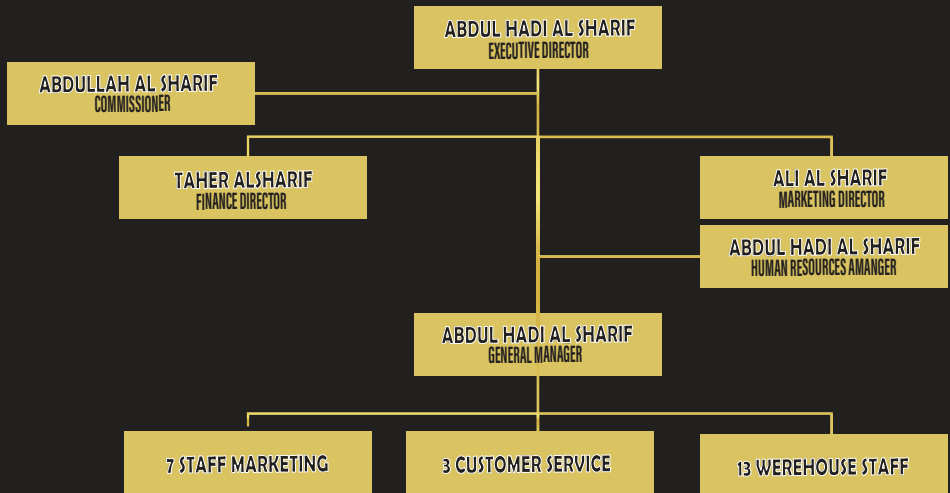 ABDUL HADI AL SHARIF
EXECUTIVE DIRECTOR
ABDULLAH AL SHARIF
COMMISSIONER
TAHER ALSHARIF
FINANCE DIRECTOR
ALI AL SHARIF
MARKETING DIRECTOR
ABDUL HADI AL SHARIF
HUMAN RESOURCES AMANGER
ABDUL HADI AL SHARIF
GENERAL MANAGER
7 STAFF MARKETING
3 CUSTOMER SERVICE
13 WEREHOUSE STAFF